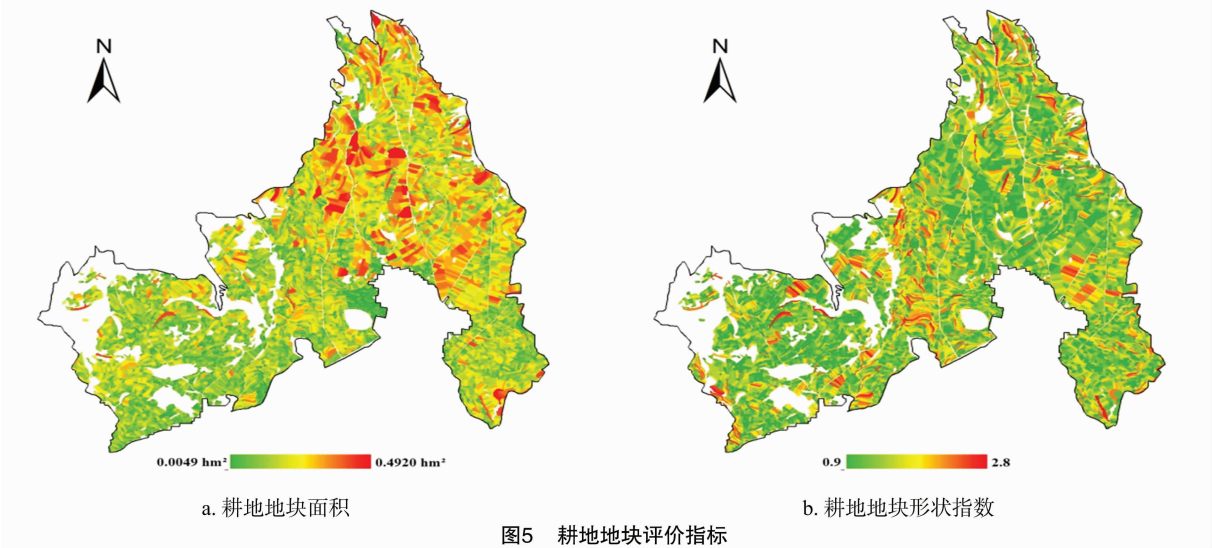 N
N
0.0049 hm² 0.4920 hm²
0.9 2.8
a. 耕地地块面积
b. 耕地地块形状指数
图5 耕地地块评价指标